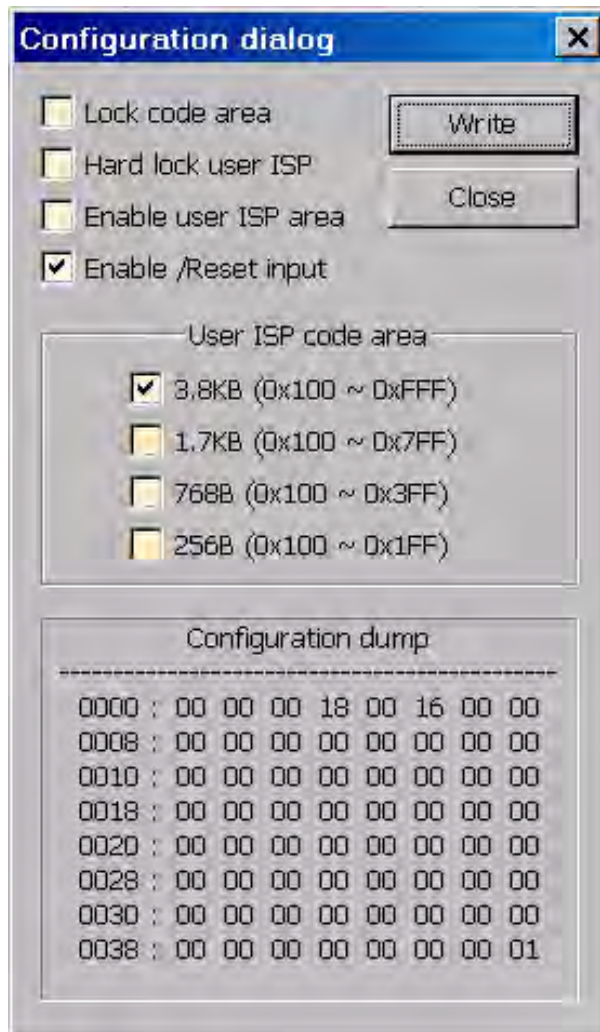 Configuration dialog
Lock code area
Write
Hard lock user ISP
Close
Enable user ISP area
Enable /Reset input
User ISP code area
3.8KB (0x100 ~ 0xFFF)
1.7KB (0x100 ~ 0x7FF)
768B (0x100 ~ 0x3FF)
256B (0x100 ~ 0x1FF)
Configuration dump
------------------------------------------------
0000 : 00 00 00 18 00 16 00 00
0008 : 00 00 00 00 00 00 00 00
0010 : 00 00 00 00 00 00 00 00
0018 : 00 00 00 00 00 00 00 00
0020 : 00 00 00 00 00 00 00 00
0028 : 00 00 00 00 00 00 00 00
0030 : 00 00 00 00 00 00 00 00
0038 : 00 00 00 00 00 00 00 01